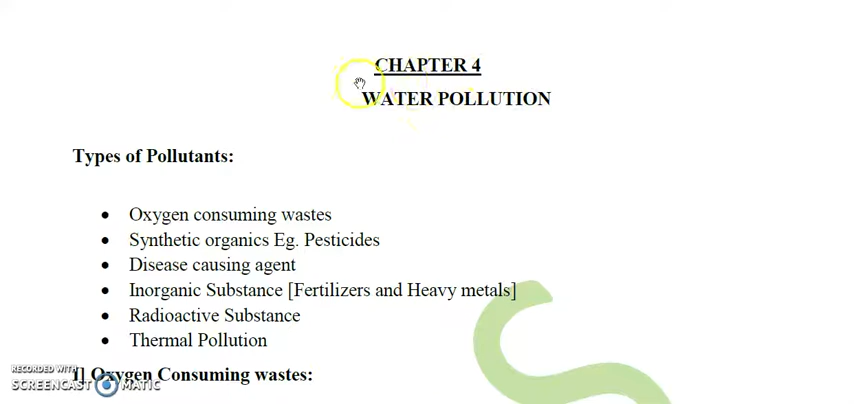 CHAPTER 4
WATER POLLUTION
Types of Pollutants:
• Oxygen consuming wastes
• Synthetic organics Eg. Pesticides
• Disease causing agent
• Inorganic Substance [Fertilizers and Heavy metals]
• Radioactive Substance
• Thermal Pollution
I] Oxygen Consuming wastes:
RECORDED WITH
SCREENCAST MATIC